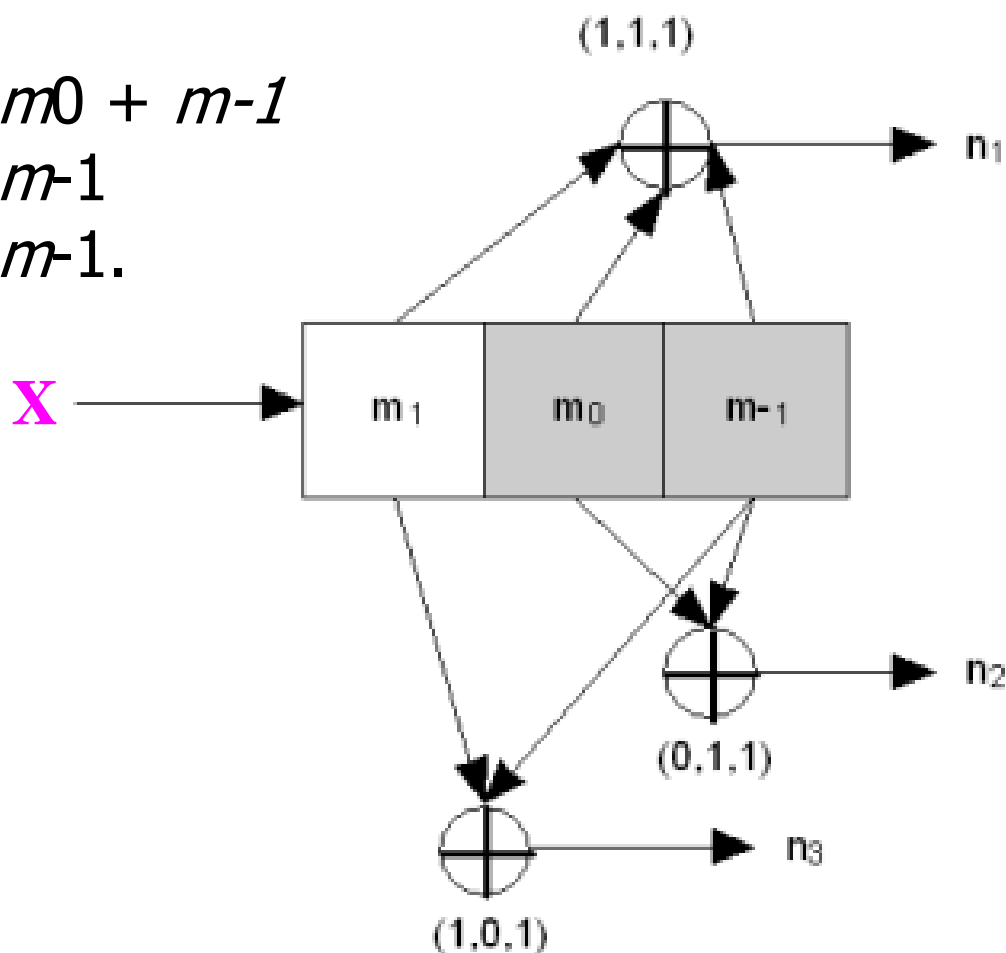 (1,1,1)
m0 + m-1
n1
m-1
m-1.
X
m1 m0 m-1
n2
(0,1,1)
n3
(1,0,1)